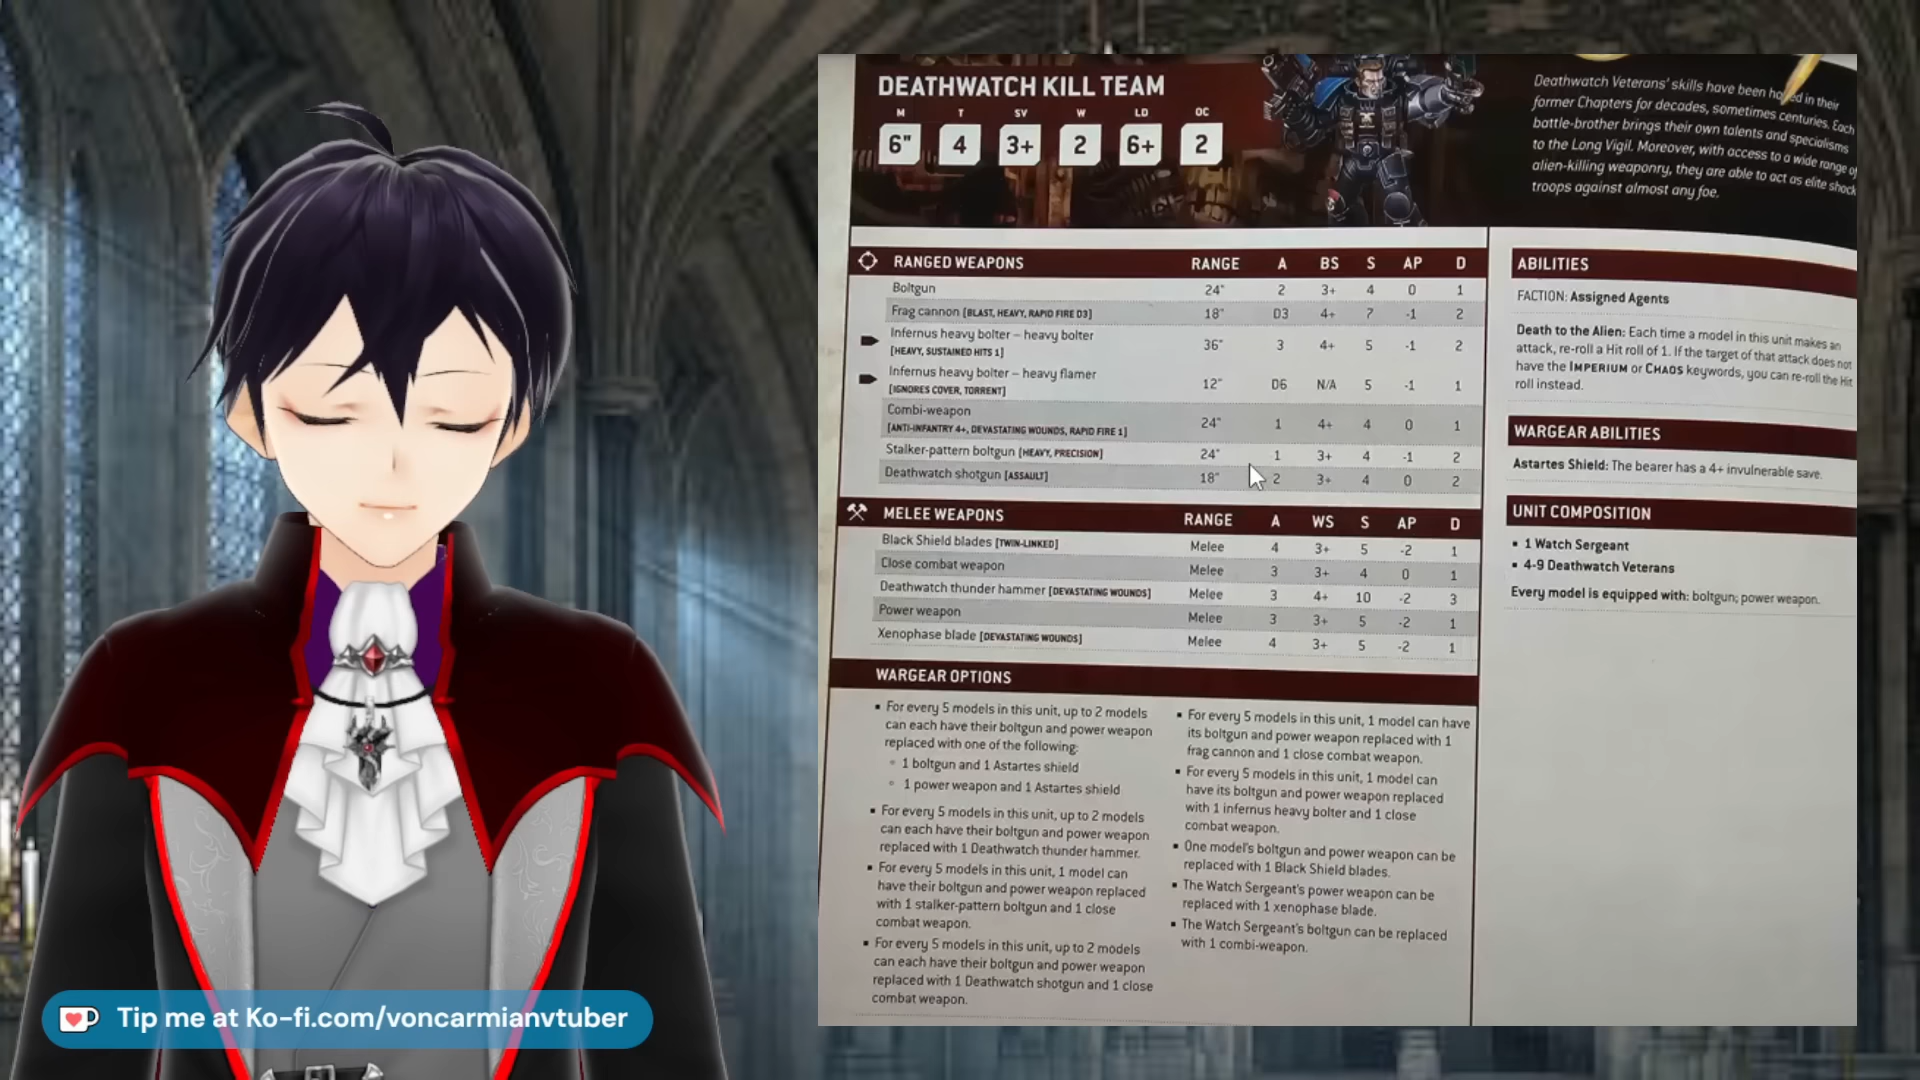 DEATHWATCH KILL TEAM
M T SV W LD OC
6" 4 3+ 2 6+ 2
Deathwatch Veterans' skills have been honed in their
former Chapters for decades, sometimes centuries. Each
battle-brother brings their own talents and specialisms
to the Long Vigil. Moreover, with access to a wide range of
alien-killing weaponry, they are able to act as elite shock
troops against almost any foe.
RANGED WEAPONS RANGE A BS S AP D
Boltgun 24" 2 3+ 4 0 1
Frag cannon [BLAST, HEAVY, RAPID FIRE D3] 18" D3 4+ 7 -1 2
Infernus heavy bolter – heavy bolter
[HEAVY, SUSTAINED HITS 1] 36" 3 4+ 5 -1 2
Infernus heavy bolter – heavy flamer
[IGNORES COVER, TORRENT] 12" D6 N/A 5 -1 1
Combi-weapon
[ANTI-INFANTRY 4+, DEVASTATING WOUNDS, RAPID FIRE 1] 24" 1 4+ 4 0 1
Stalker-pattern boltgun [HEAVY, PRECISION] 24" 1 3+ 4 -1 2
Deathwatch shotgun [ASSAULT] 18" 2 3+ 4 0 2
MELEE WEAPONS RANGE A WS S AP D
Black Shield blades [TWIN-LINKED] Melee 4 3+ 5 -2 1
Close combat weapon Melee 3 3+ 4 0 1
Deathwatch thunder hammer [DEVASTATING WOUNDS] Melee 3 4+ 10 -2 3
Power weapon Melee 3 3+ 5 -2 1
Xenophase blade [DEVASTATING WOUNDS] Melee 4 3+ 5 -2 1
WARGEAR OPTIONS
▪ For every 5 models in this unit, up to 2 models
can each have their boltgun and power weapon
replaced with one of the following:
◦ 1 boltgun and 1 Astartes shield
◦ 1 power weapon and 1 Astartes shield
▪ For every 5 models in this unit, up to 2 models
can each have their boltgun and power weapon
replaced with 1 Deathwatch thunder hammer.
▪ For every 5 models in this unit, 1 model can
have their boltgun and power weapon replaced
with 1 stalker-pattern boltgun and 1 close
combat weapon.
▪ For every 5 models in this unit, up to 2 models
can each have their boltgun and power weapon
replaced with 1 Deathwatch shotgun and 1 close
combat weapon.
▪ For every 5 models in this unit, 1 model can have
its boltgun and power weapon replaced with 1
frag cannon and 1 close combat weapon.
▪ For every 5 models in this unit, 1 model can
have its boltgun and power weapon replaced
with 1 infernus heavy bolter and 1 close
combat weapon.
▪ One model's boltgun and power weapon can be
replaced with 1 Black Shield blades.
▪ The Watch Sergeant's power weapon can be
replaced with 1 xenophase blade.
▪ The Watch Sergeant's boltgun can be replaced
with 1 combi-weapon.
ABILITIES
FACTION: Assigned Agents
Death to the Alien: Each time a model in this unit makes an
attack, re-roll a Hit roll of 1. If the target of that attack does not
have the IMPERIUM or CHAOS keywords, you can re-roll the Hit
roll instead.
WARGEAR ABILITIES
Astartes Shield: The bearer has a 4+ invulnerable save.
UNIT COMPOSITION
▪ 1 Watch Sergeant
▪ 4-9 Deathwatch Veterans
Every model is equipped with: boltgun; power weapon.
Tip me at Ko-fi.com/voncarmianvtuber